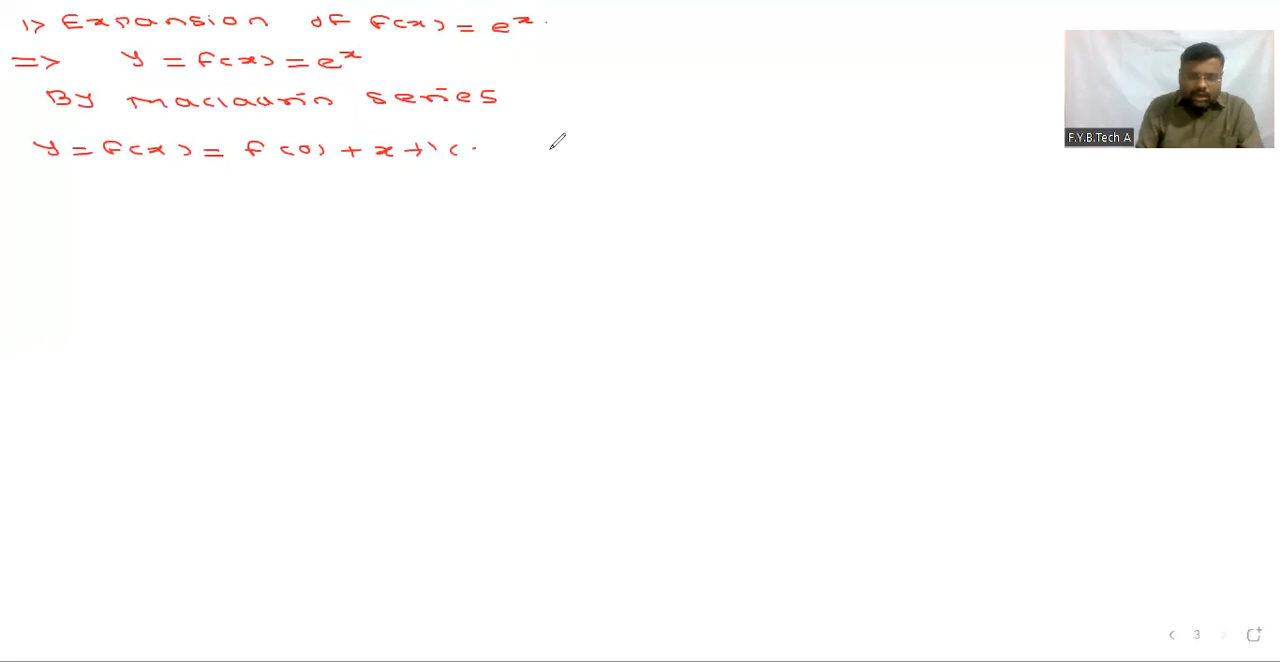 1) Expansion of f(x) = e^x.
=> y = f(x) = e^x
By maclaurin series
y = f(x) = f(0) + x f'(
F.Y.B.Tech A
3